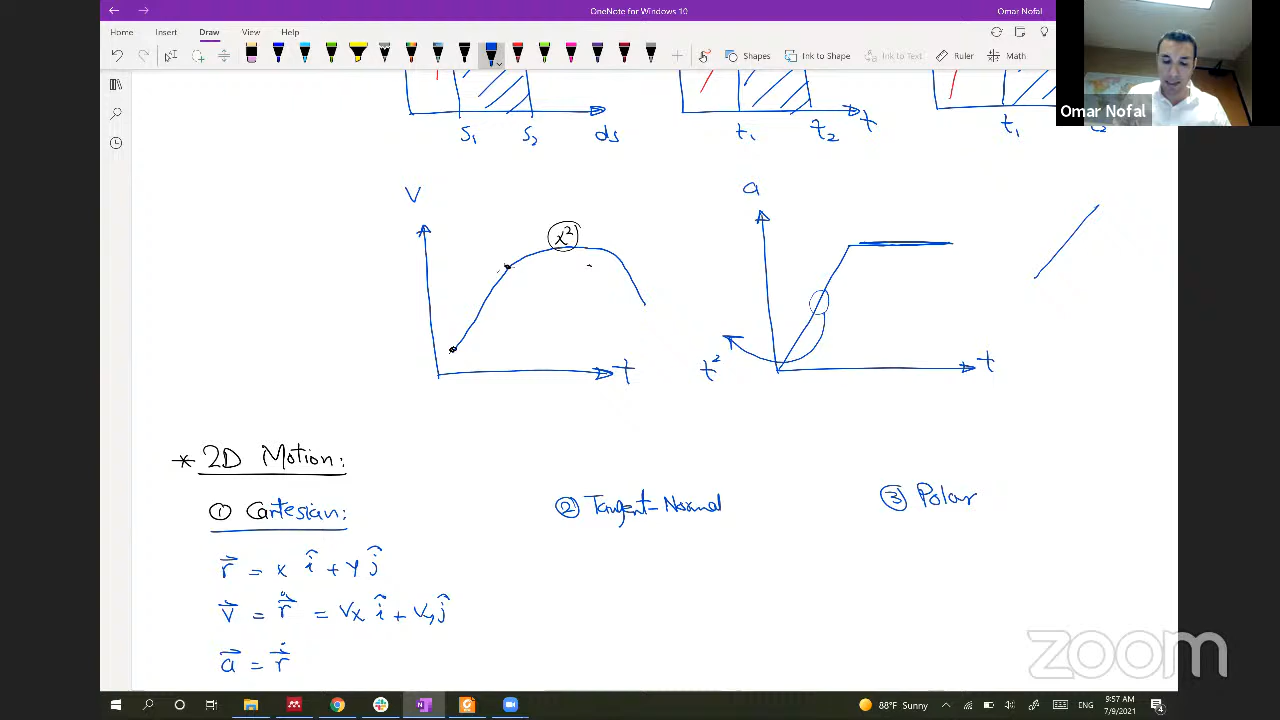 OneNote for Windows 10
Omar Nofal
Home Insert Draw View Help
Shapes Ink to Shape Ink to Text Ruler Math
Omar Nofal
S₁ S₂ ds
t₁ t₂ t
t₁ t₂
V
x²
t
a
t²
t
* 2D Motion:
① Cartesian:
② Tangent-Normal
③ Polar
r⃗ = x î + y ĵ
v⃗ = ṙ⃗ = Vx î + Vy ĵ
a⃗ = r̈⃗
zoom
88°F Sunny
ENG
9:57 AM
7/9/2021
4